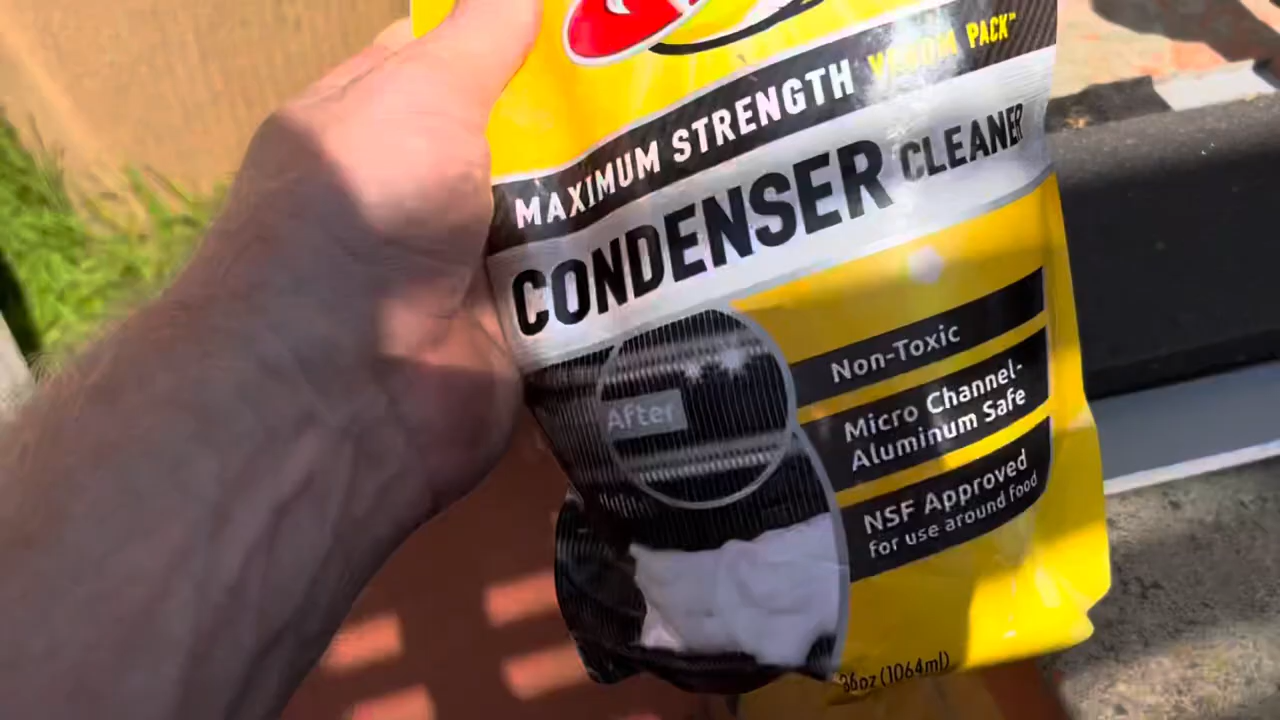 MAXIMUM STRENGTH VENOM PACK™
CONDENSER CLEANER
After
Non-Toxic
Micro Channel-
Aluminum Safe
NSF Approved
for use around food
36oz (1064ml)